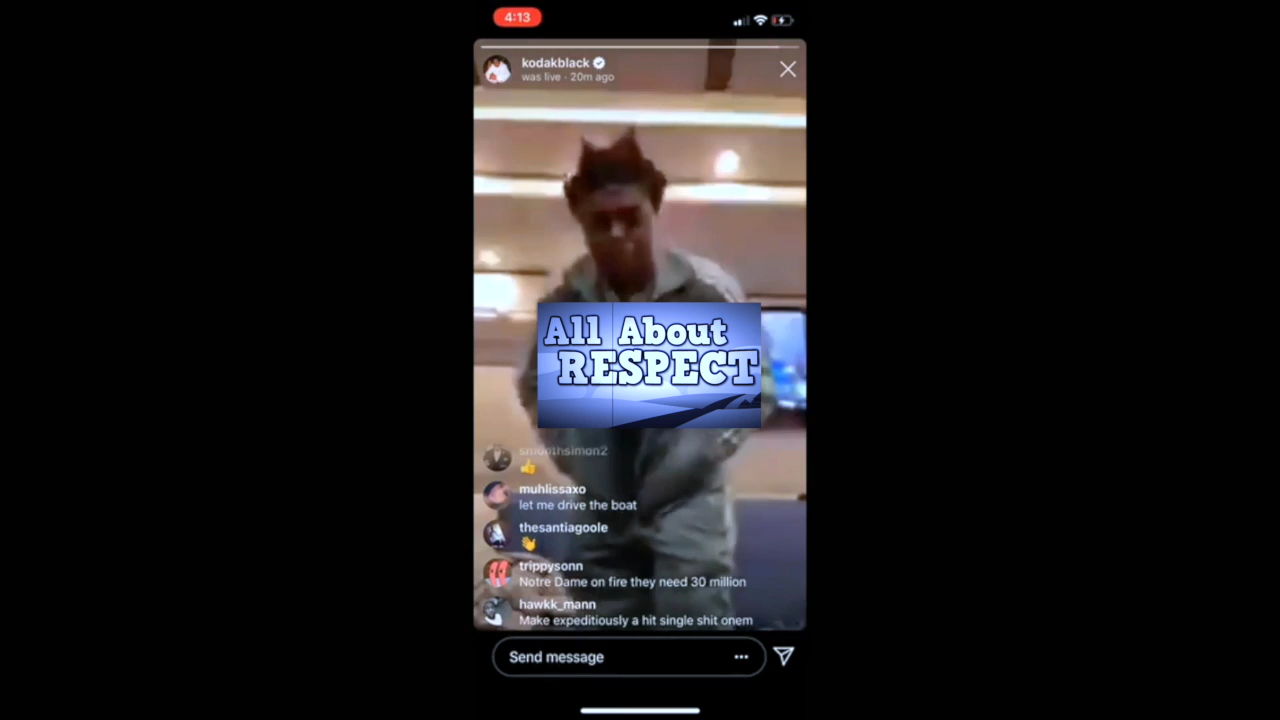 4:13
kodakblack
was live · 20m ago
All About
RESPECT
smoothsiman2
👍
muhlissaxo
let me drive the boat
thesantiagoole
👋
trippysonn
Notre Dame on fire they need 30 million
hawkk_mann
Make expeditiously a hit single shit onem
Send message